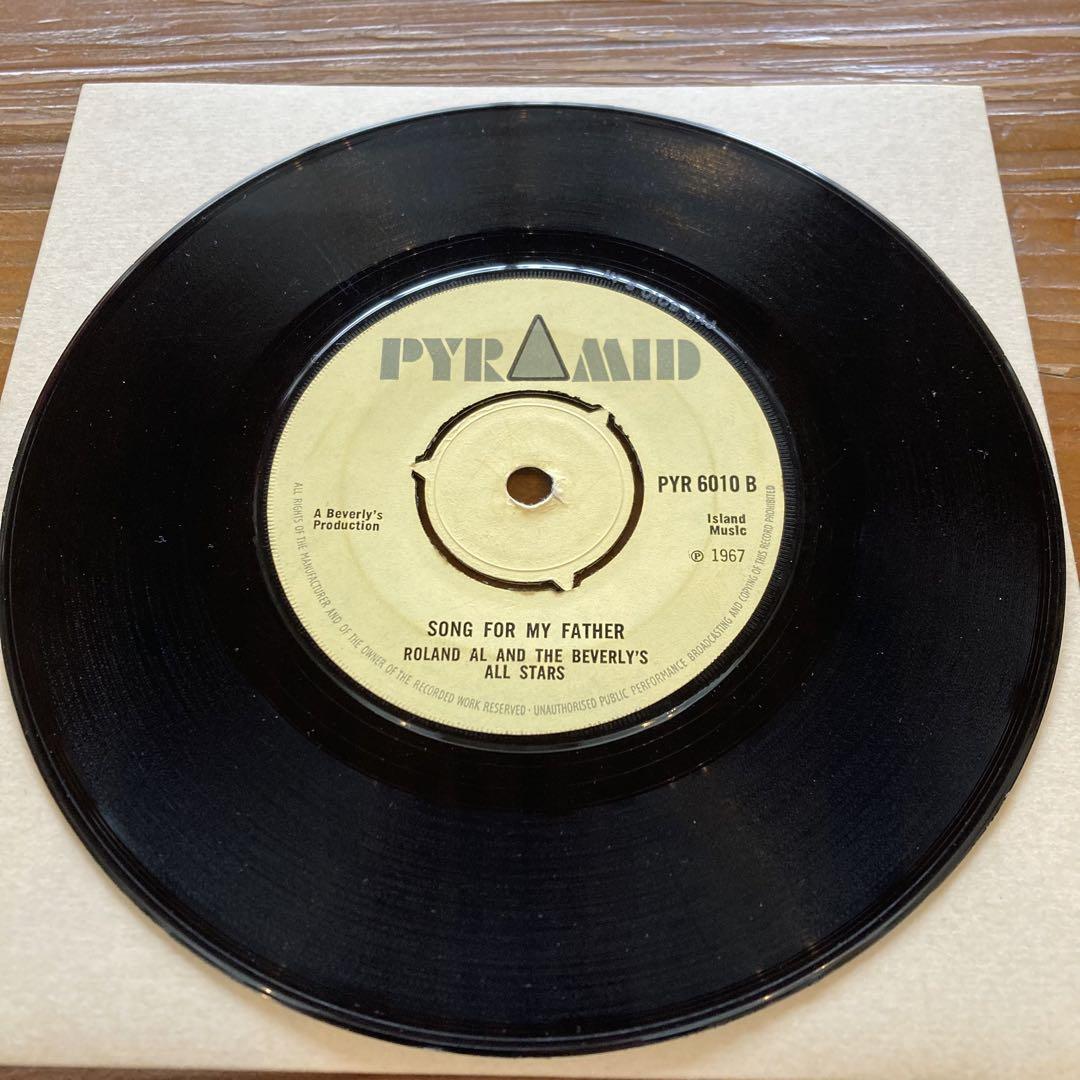 PYRAMID
PYR 6010 B
A Beverly's
Production
Island
Music
℗ 1967
SONG FOR MY FATHER
ROLAND AL AND THE BEVERLY'S
ALL STARS
ALL RIGHTS OF THE MANUFACTURER AND OF THE OWNER OF THE RECORDED WORK RESERVED · UNAUTHORISED PUBLIC PERFORMANCE BROADCASTING AND COPYING OF THIS RECORD PROHIBITED